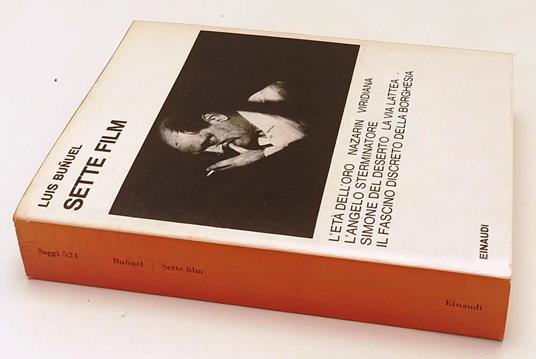 LUIS BUÑUEL
SETTE FILM
L'ETÀ DELL'ORO NAZARIN VIRIDIANA
L'ANGELO STERMINATORE
SIMONE DEL DESERTO LA VIA LATTEA
IL FASCINO DISCRETO DELLA BORGHESIA
EINAUDI
Saggi 521 Buñuel Sette film Einaudi